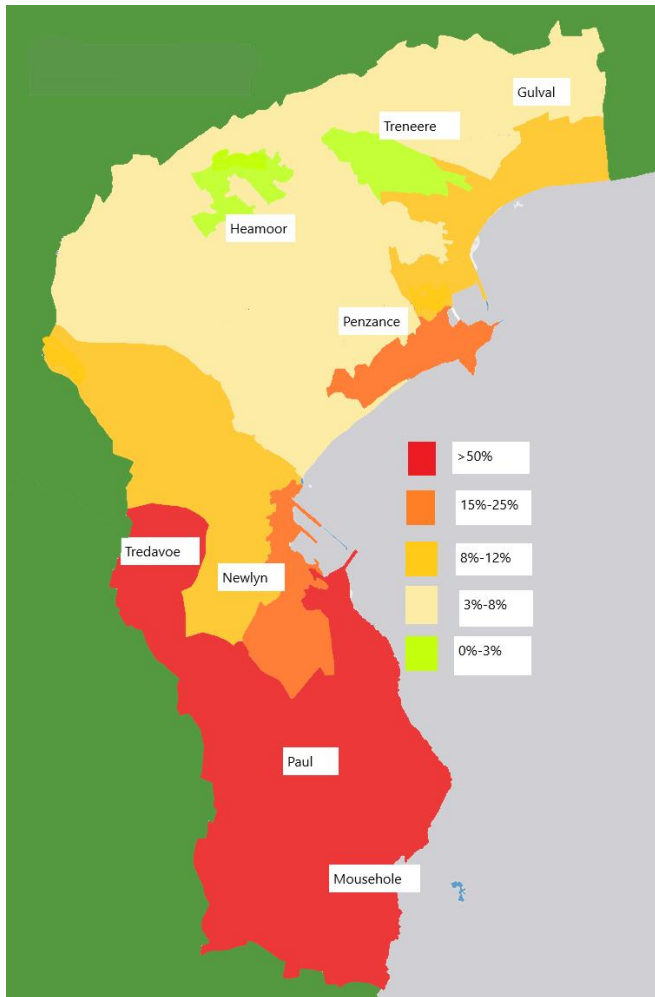 Gulval
Treneere
Heamoor
Penzance
>50%
15%-25%
Tredavoe
8%-12%
Newlyn
3%-8%
0%-3%
Paul
Mousehole